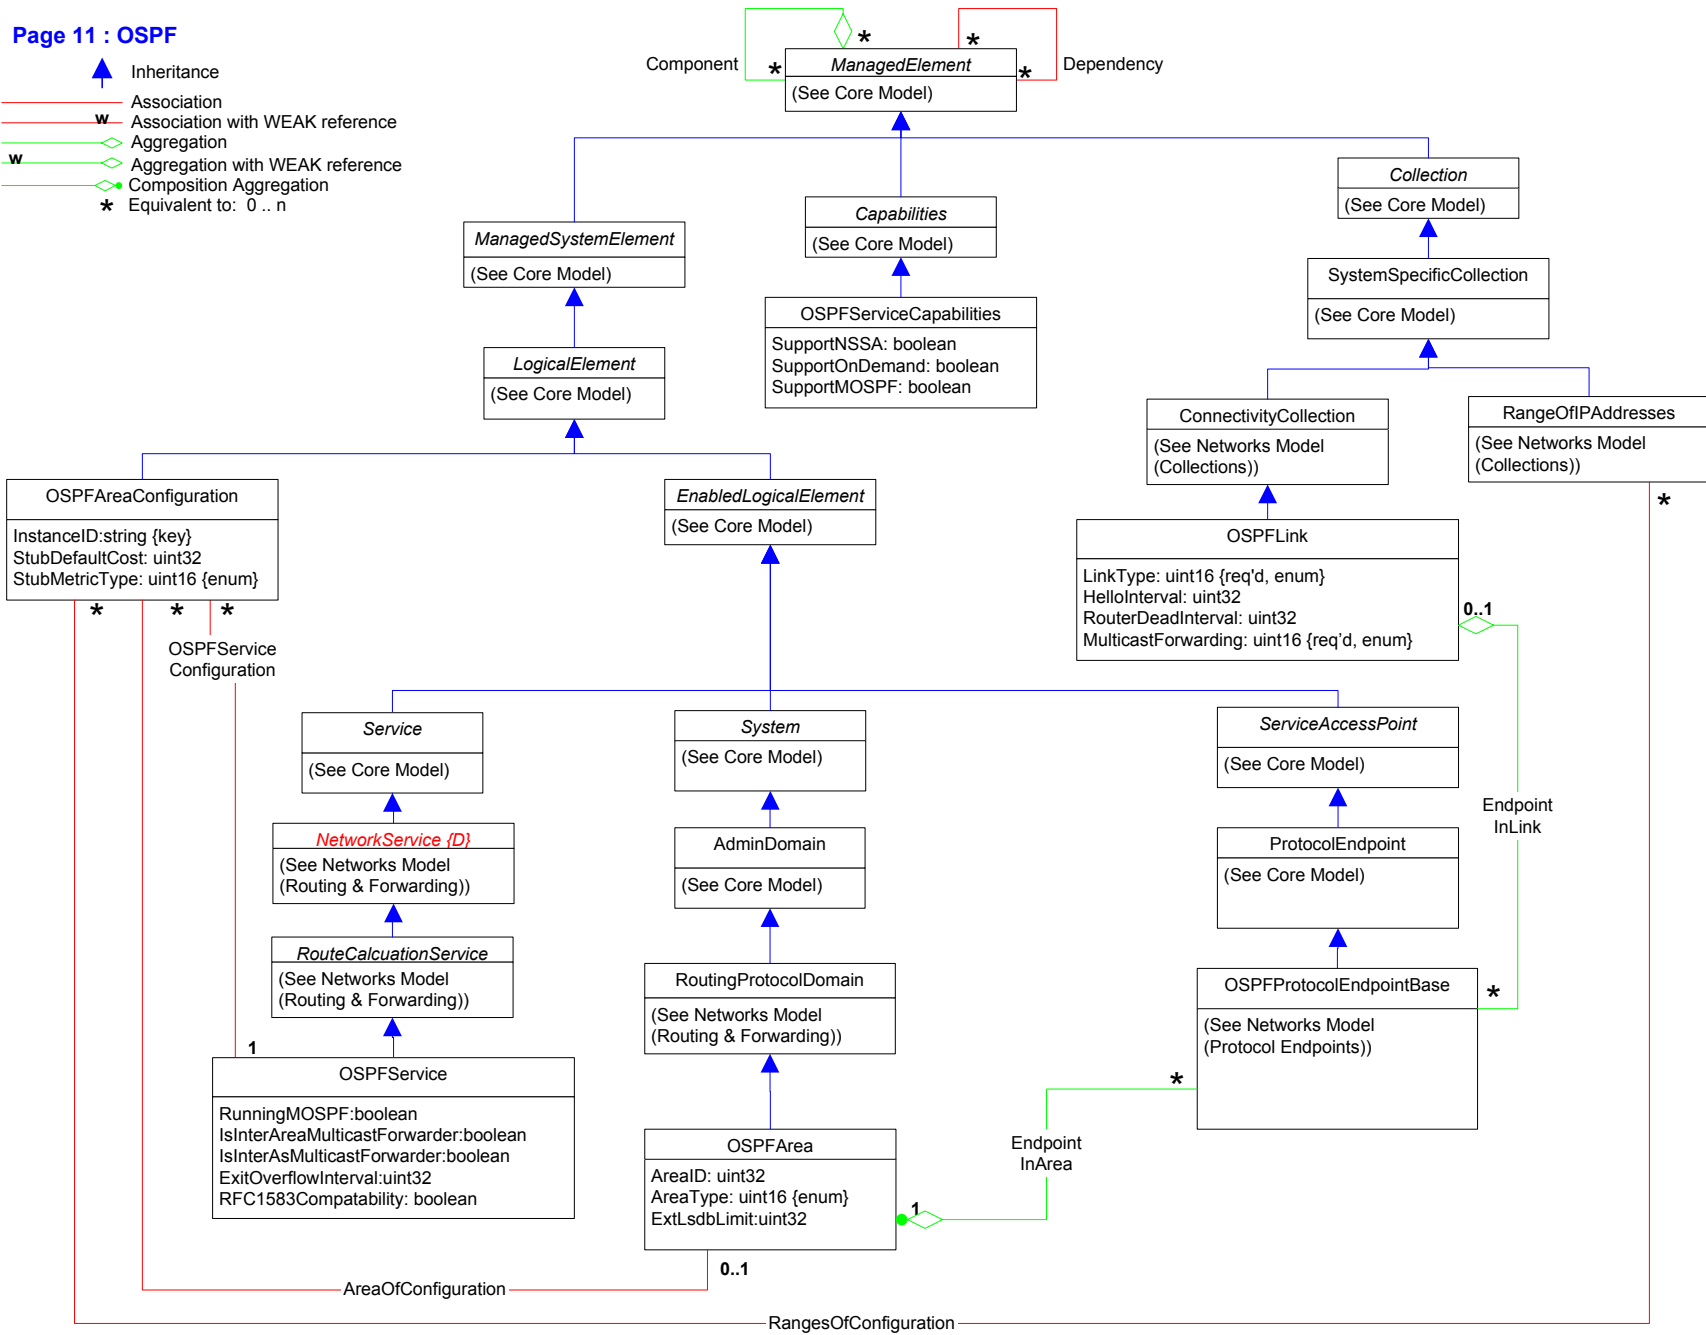 Page 11 : OSPF
Inheritance
Association
w
Association with WEAK reference
Aggregation
w
Aggregation with WEAK reference
Composition Aggregation
* Equivalent to: 0 .. n
Component
*
*
*
*
Dependency
ManagedElement
(See Core Model)
Collection
(See Core Model)
Capabilities
(See Core Model)
ManagedSystemElement
(See Core Model)
SystemSpecificCollection
(See Core Model)
OSPFServiceCapabilities
SupportNSSA: boolean
SupportOnDemand: boolean
SupportMOSPF: boolean
LogicalElement
(See Core Model)
ConnectivityCollection
(See Networks Model
(Collections))
RangeOfIPAddresses
(See Networks Model
(Collections))
*
OSPFAreaConfiguration
InstanceID:string {key}
StubDefaultCost: uint32
StubMetricType: uint16 {enum}
*
*
*
EnabledLogicalElement
(See Core Model)
OSPFLink
LinkType: uint16 {req'd, enum}
HelloInterval: uint32
RouterDeadInterval: uint32
MulticastForwarding: uint16 {req’d, enum}
0..1
OSPFService
Configuration
Service
(See Core Model)
System
(See Core Model)
ServiceAccessPoint
(See Core Model)
Endpoint
InLink
NetworkService {D}
(See Networks Model
(Routing & Forwarding))
AdminDomain
(See Core Model)
ProtocolEndpoint
(See Core Model)
RouteCalcuationService
(See Networks Model
(Routing & Forwarding))
RoutingProtocolDomain
(See Networks Model
(Routing & Forwarding))
OSPFProtocolEndpointBase
(See Networks Model
(Protocol Endpoints))
*
*
1
OSPFService
RunningMOSPF:boolean
IsInterAreaMulticastForwarder:boolean
IsInterAsMulticastForwarder:boolean
ExitOverflowInterval:uint32
RFC1583Compatability: boolean
OSPFArea
AreaID: uint32
AreaType: uint16 {enum}
ExtLsdbLimit:uint32
1
Endpoint
InArea
0..1
AreaOfConfiguration
RangesOfConfiguration